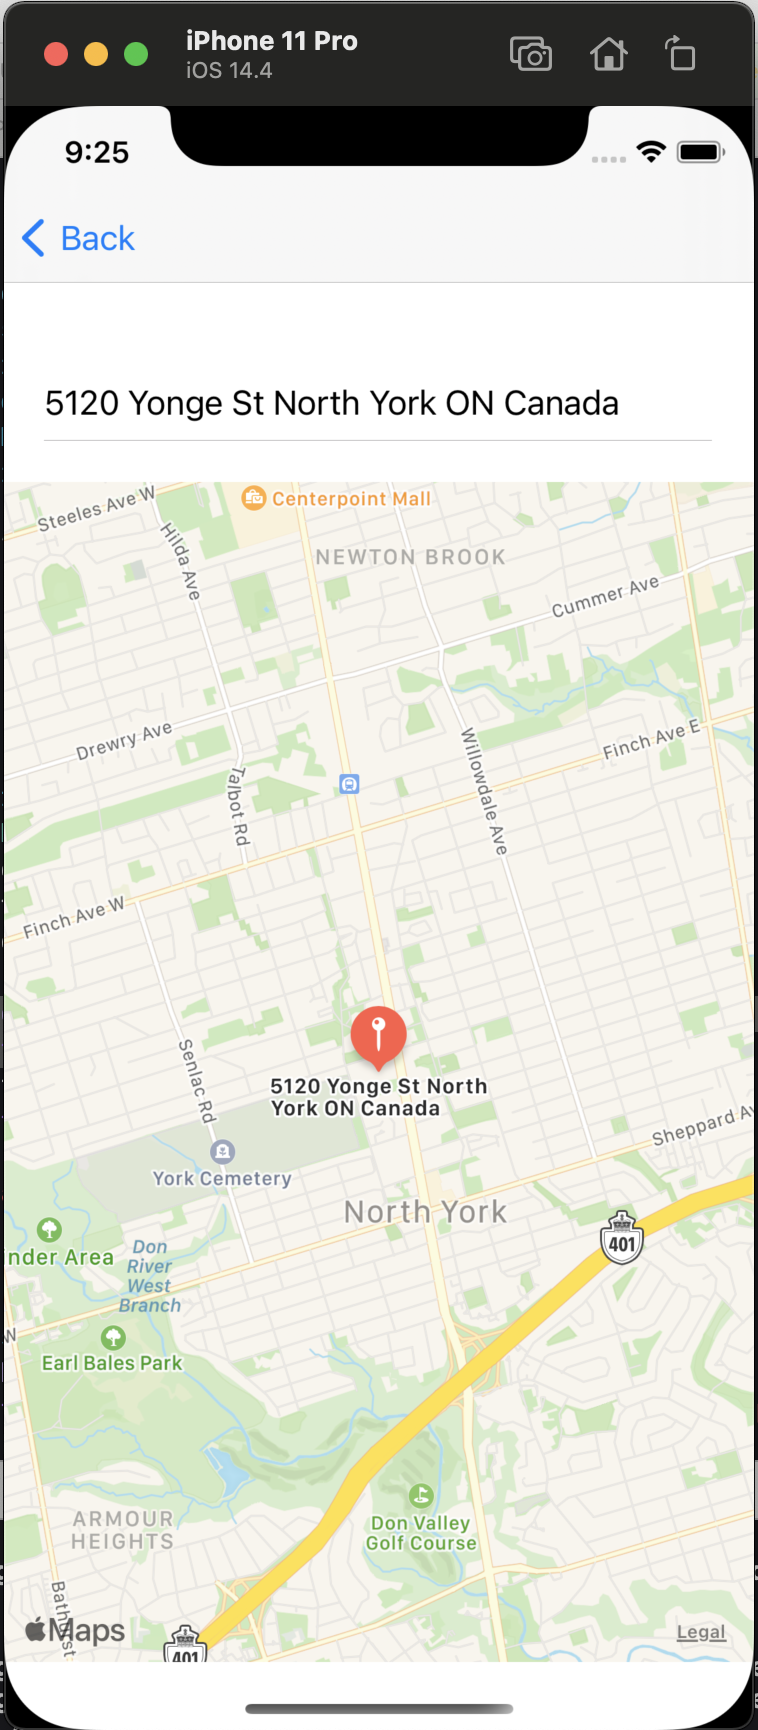 iPhone 11 Pro
iOS 14.4
9:25
Back
5120 Yonge St North York ON Canada
Steeles Ave W
Centerpoint Mall
Hilda Ave
NEWTON BROOK
Cummer Ave
Drewry Ave
Talbot Rd
Willowdale Ave
Finch Ave E
Finch Ave W
5120 Yonge St North
York ON Canada
Senlac Rd
Sheppard Av
York Cemetery
North York
401
nder Area
Don
River
West
Branch
W
Earl Bales Park
ARMOUR
HEIGHTS
Don Valley
Golf Course
Bathurst
Maps
401
Legal